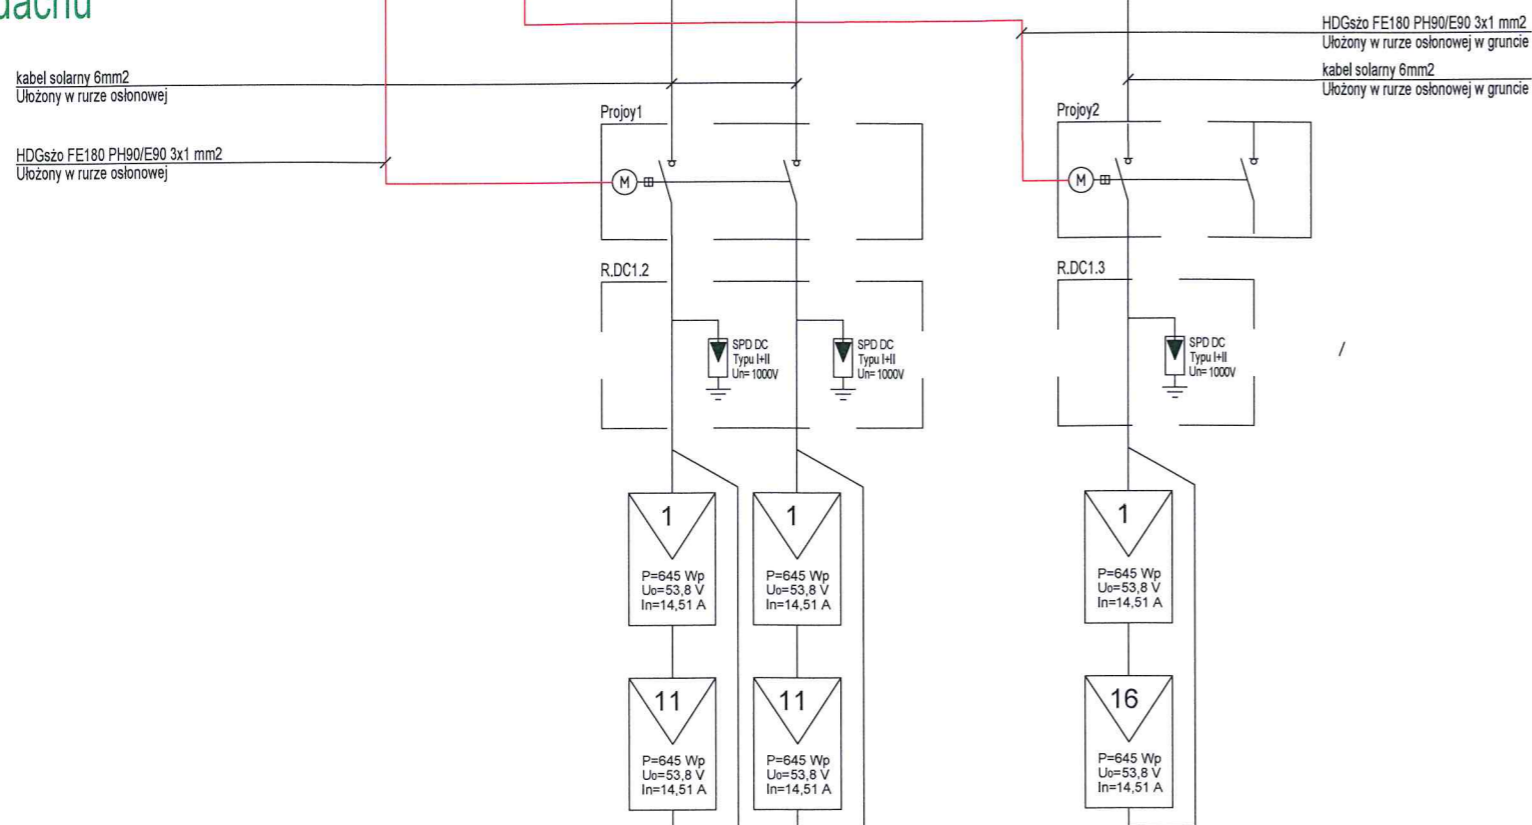 dachu
kabel solarny 6mm2
Ułożony w rurze osłonowej
HDGsżo FE180 PH90/E90 3x1 mm2
Ułożony w rurze osłonowej
HDGsżo FE180 PH90/E90 3x1 mm2
Ułożony w rurze osłonowej w gruncie
kabel solarny 6mm2
Ułożony w rurze osłonowej w gruncie
Projoy1
M
Projoy2
M
R.DC1.2
SPD DC
Typu I+II
Un= 1000V
SPD DC
Typu I+II
Un= 1000V
R.DC1.3
SPD DC
Typu I+II
Un= 1000V
/
1
P=645 Wp
Uo=53,8 V
In=14,51 A
1
P=645 Wp
Uo=53,8 V
In=14,51 A
1
P=645 Wp
Uo=53,8 V
In=14,51 A
11
P=645 Wp
Uo=53,8 V
In=14,51 A
11
P=645 Wp
Uo=53,8 V
In=14,51 A
16
P=645 Wp
Uo=53,8 V
In=14,51 A